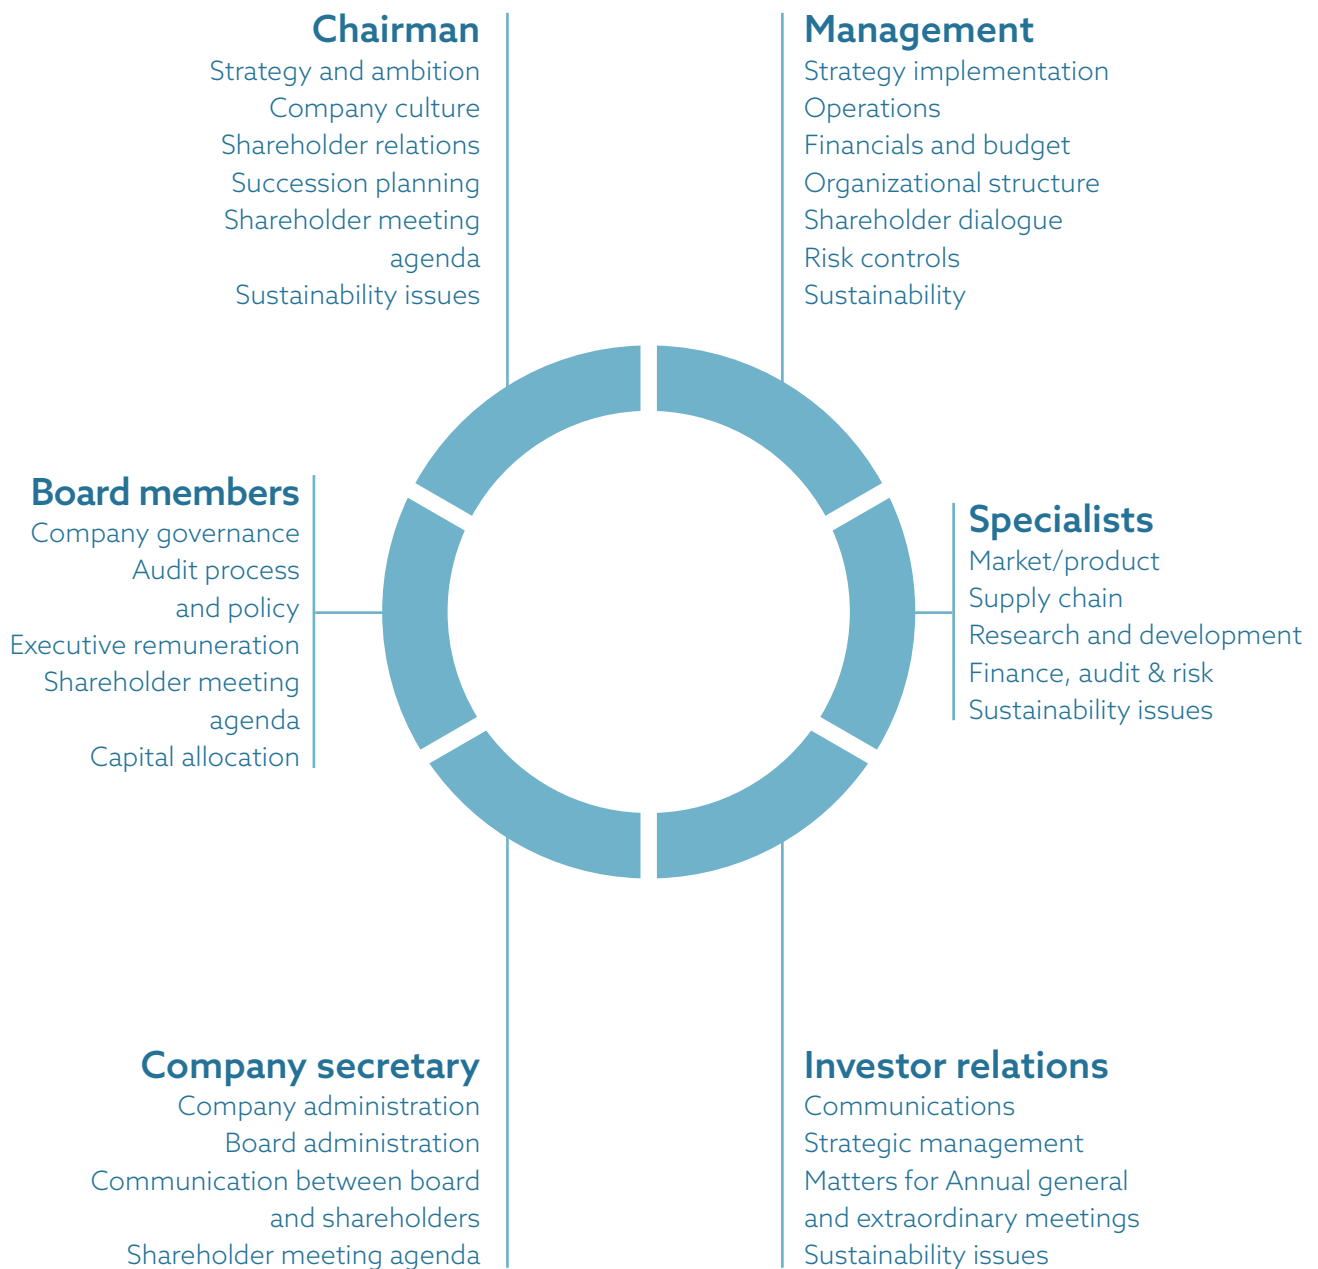 Chairman
Strategy and ambition
Company culture
Shareholder relations
Succession planning
Shareholder meeting
agenda
Sustainability issues
Management
Strategy implementation
Operations
Financials and budget
Organizational structure
Shareholder dialogue
Risk controls
Sustainability
Board members
Company governance
Audit process
and policy
Executive remuneration
Shareholder meeting
agenda
Capital allocation
Specialists
Market/product
Supply chain
Research and development
Finance, audit & risk
Sustainability issues
Company secretary
Company administration
Board administration
Communication between board
and shareholders
Shareholder meeting agenda
Investor relations
Communications
Strategic management
Matters for Annual general
and extraordinary meetings
Sustainability issues